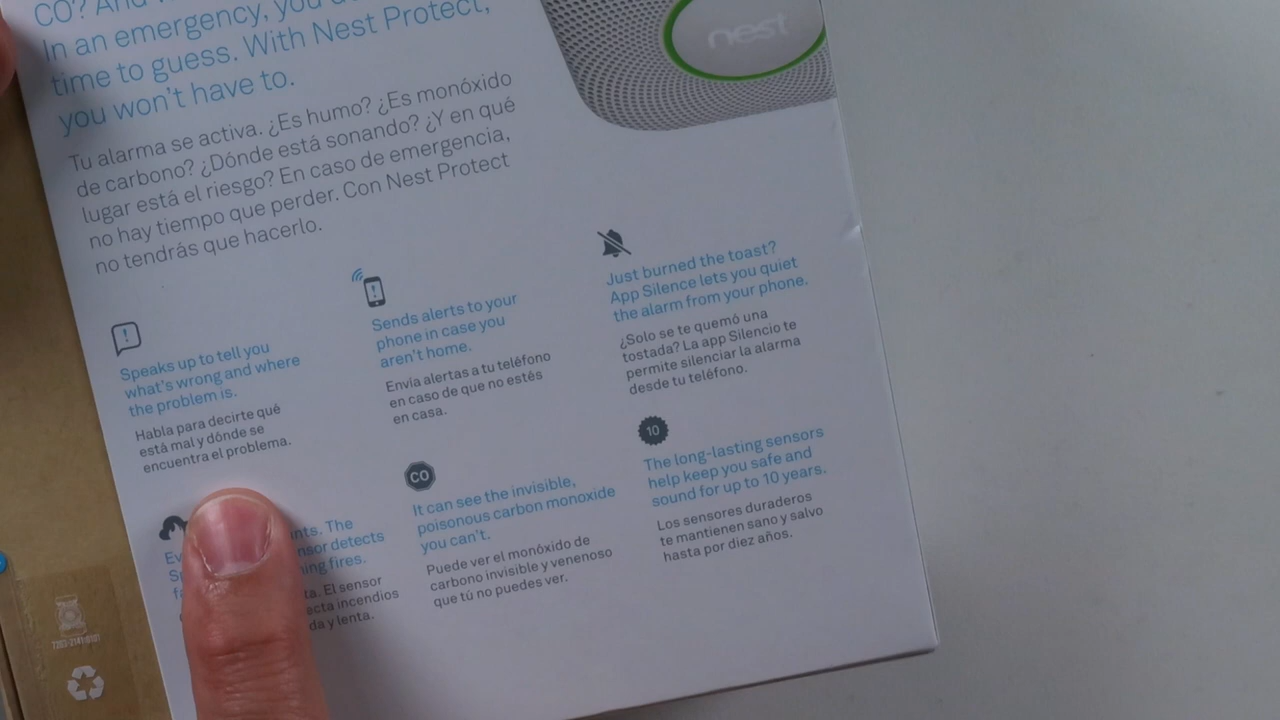 CO? And
In an emergency, you
time to guess. With Nest Protect,
you won't have to.
Tu alarma se activa. ¿Es humo? ¿Es monóxido
de carbono? ¿Dónde está sonando? ¿Y en qué
lugar está el riesgo? En caso de emergencia,
no hay tiempo que perder. Con Nest Protect
no tendrás que hacerlo.
nest
Speaks up to tell you
what's wrong and where
the problem is.
Habla para decirte qué
está mal y dónde se
encuentra el problema.
Sends alerts to your
phone in case you
aren't home.
Envía alertas a tu teléfono
en caso de que no estés
en casa.
Just burned the toast?
App Silence lets you quiet
the alarm from your phone.
¿Solo se te quemó una
tostada? La app Silencio te
permite silenciar la alarma
desde tu teléfono.
nts. The
nsor detects
ing fires.
ta. El sensor
ecta incendios
da y lenta.
CO
It can see the invisible,
poisonous carbon monoxide
you can't.
Puede ver el monóxido de
carbono invisible y venenoso
que tú no puedes ver.
10
The long-lasting sensors
help keep you safe and
sound for up to 10 years.
Los sensores duraderos
te mantienen sano y salvo
hasta por diez años.